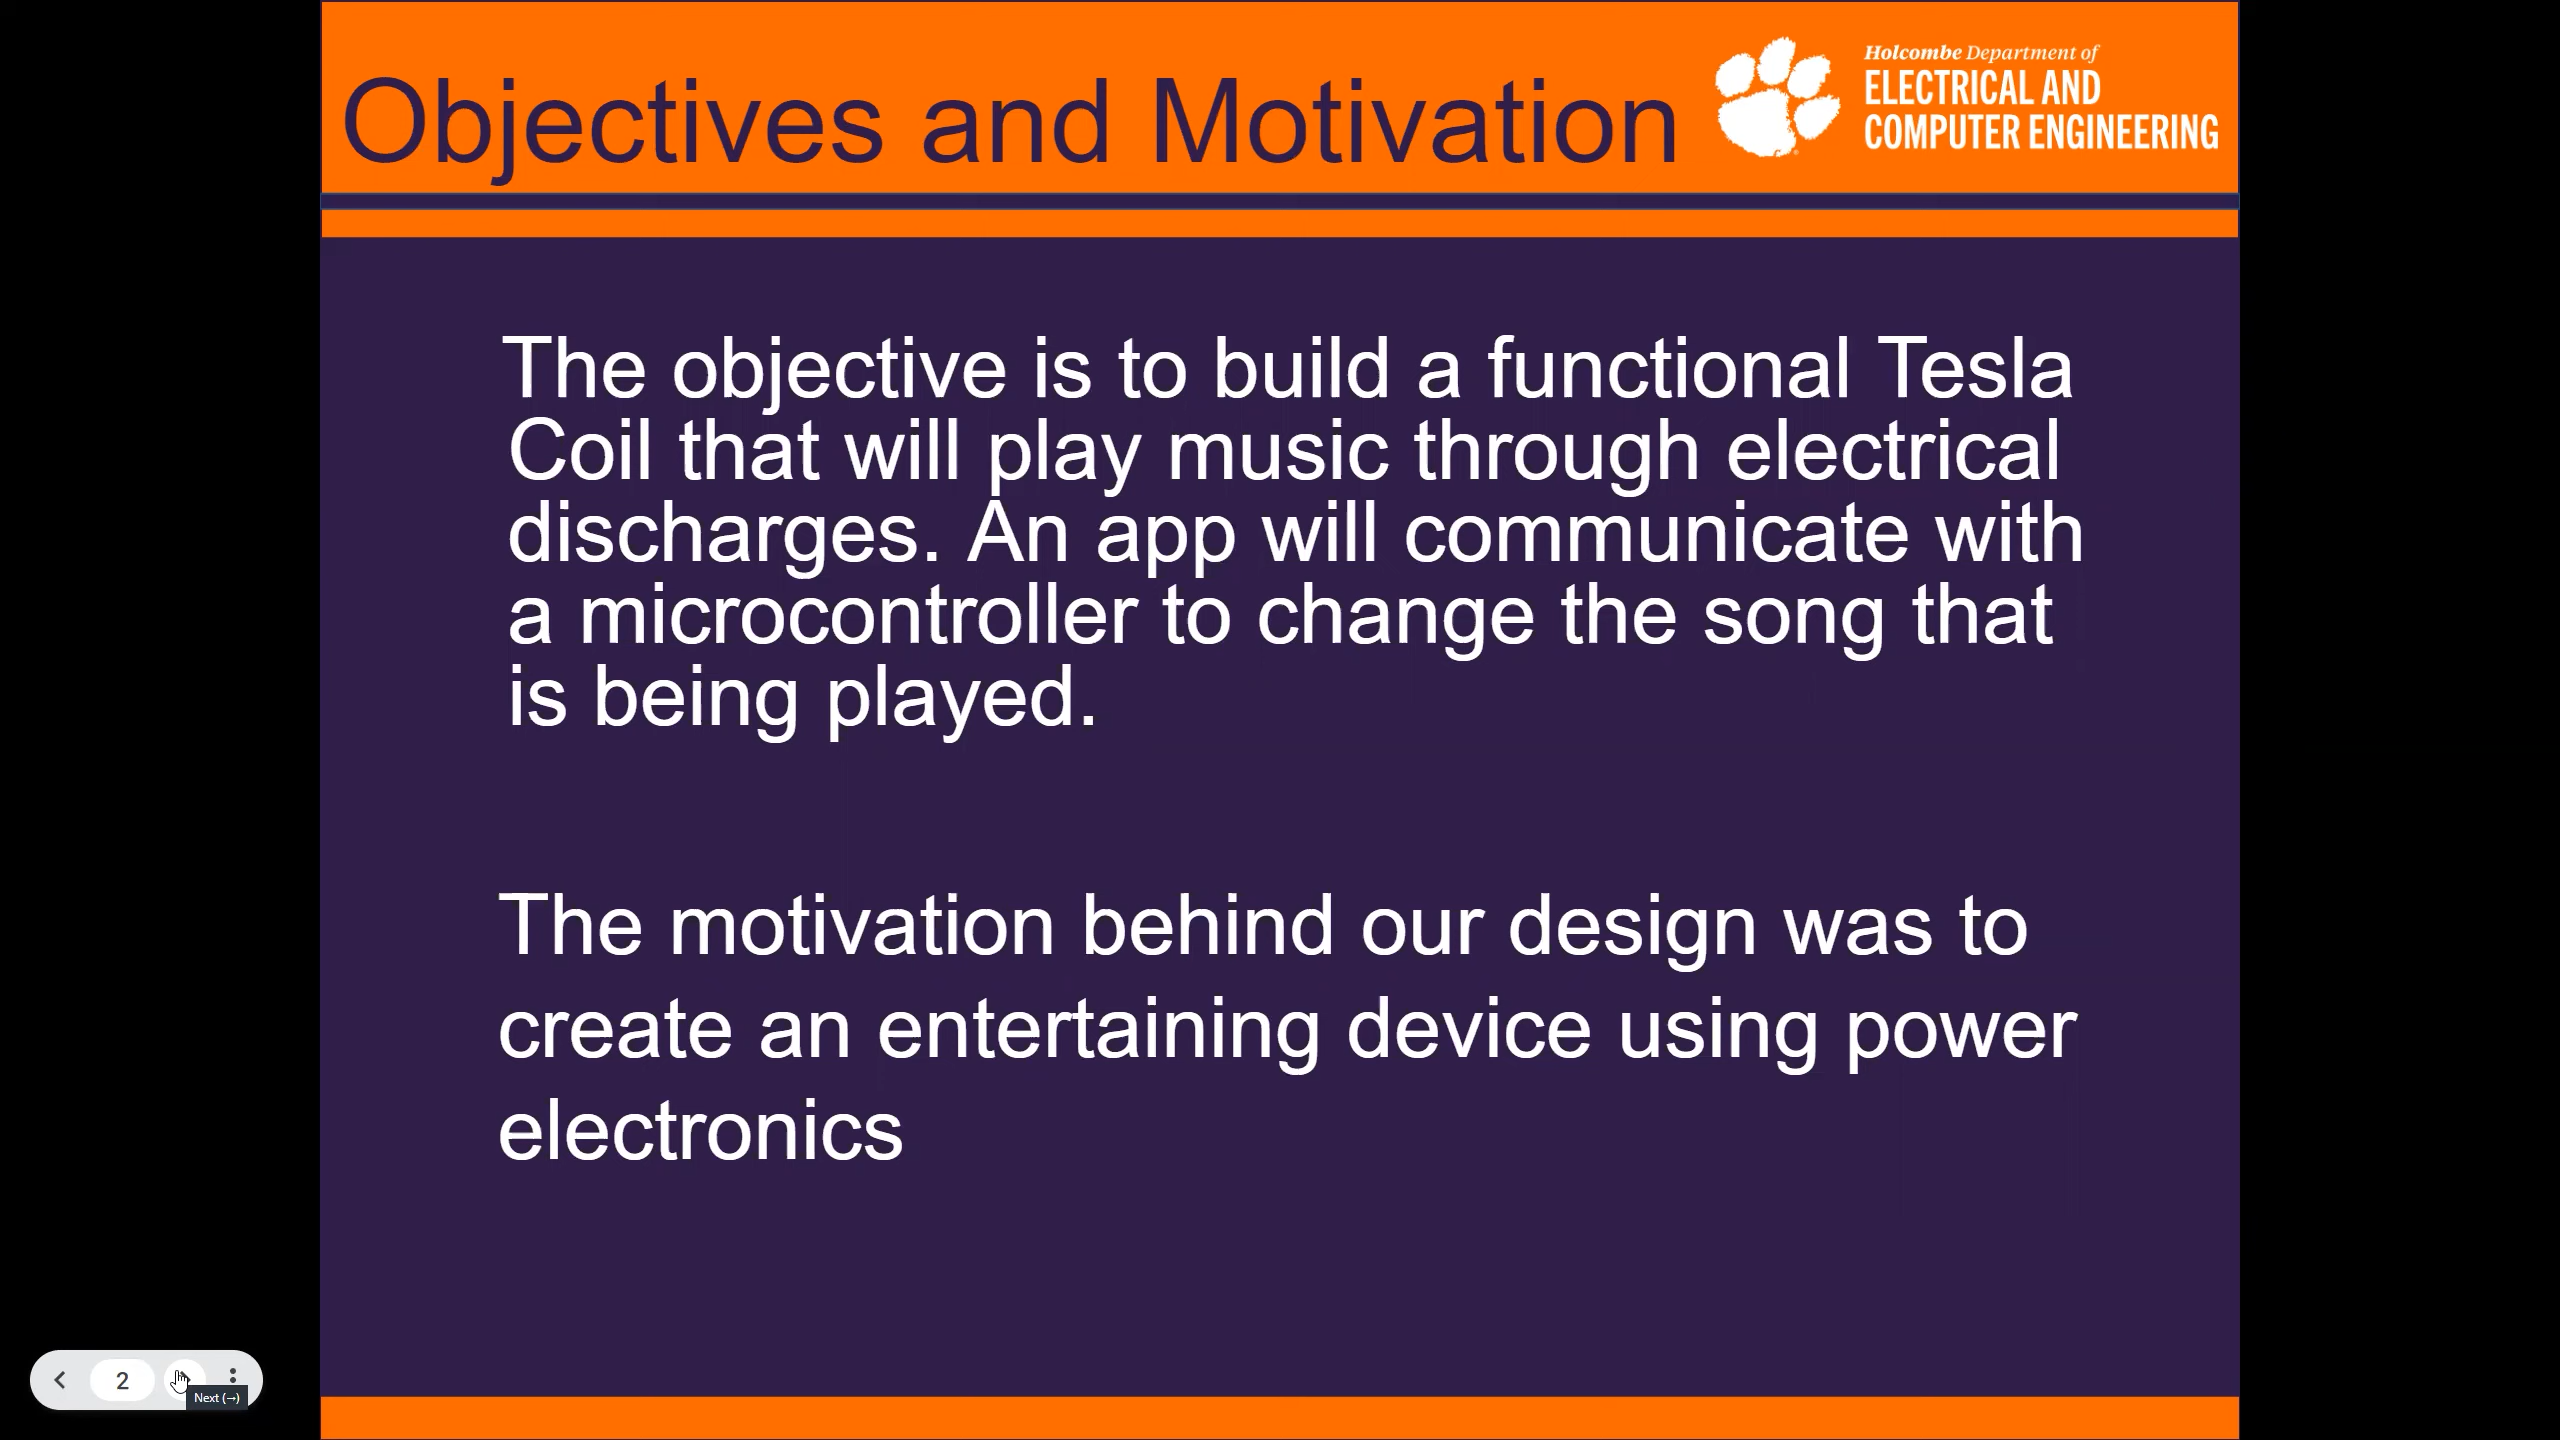 Objectives and Motivation
Holcombe Department of
ELECTRICAL AND
COMPUTER ENGINEERING
The objective is to build a functional Tesla
Coil that will play music through electrical
discharges. An app will communicate with
a microcontroller to change the song that
is being played.
The motivation behind our design was to
create an entertaining device using power
electronics
2
Next (→)